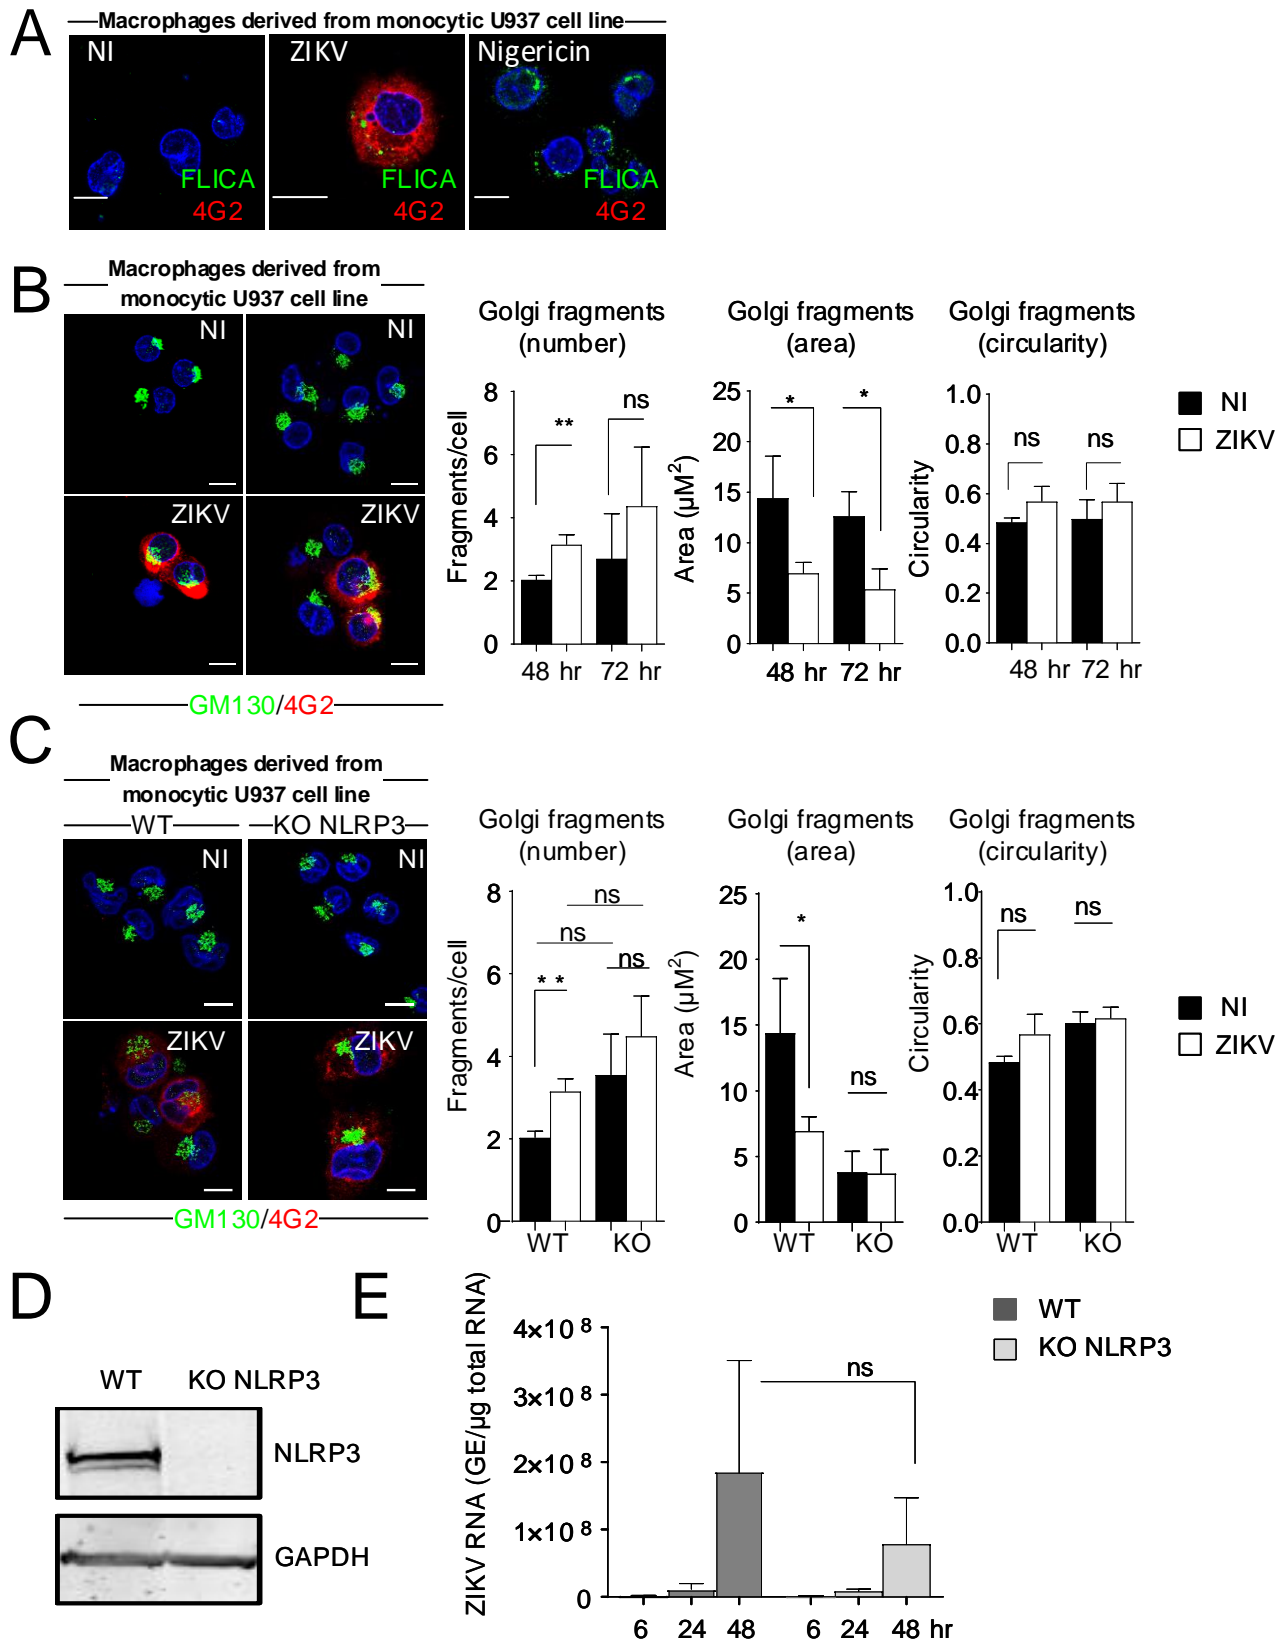 A
Macrophages derived from monocytic U937 cell line
NI
ZIKV
Nigericin
FLICA
4G2
FLICA
4G2
FLICA
4G2
B
Macrophages derived from
monocytic U937 cell line
NI
NI
ZIKV
ZIKV
GM130/4G2
Golgi fragments
(number)
Fragments/cell
8
6
4
2
0
**
ns
48 hr
72 hr
Golgi fragments
(area)
Area (µM²)
25
20
15
10
5
0
*
*
48 hr
72 hr
Golgi fragments
(circularity)
Circularity
1.0
0.8
0.6
0.4
0.2
0.0
ns
ns
48 hr
72 hr
NI
ZIKV
C
Macrophages derived from
monocytic U937 cell line
WT
KO NLRP3
NI
NI
ZIKV
ZIKV
GM130/4G2
Golgi fragments
(number)
Fragments/cell
8
6
4
2
0
ns
ns
ns
* *
WT
KO
Golgi fragments
(area)
Area (µM²)
25
20
15
10
5
0
*
ns
WT
KO
Golgi fragments
(circularity)
Circularity
1.0
0.8
0.6
0.4
0.2
0.0
ns
ns
WT
KO
NI
ZIKV
D
WT
KO NLRP3
NLRP3
GAPDH
E
ZIKV RNA (GE/µg total RNA)
4×10⁸
3×10⁸
2×10⁸
1×10⁸
0
ns
6 24 48 6 24 48 hr
WT
KO NLRP3